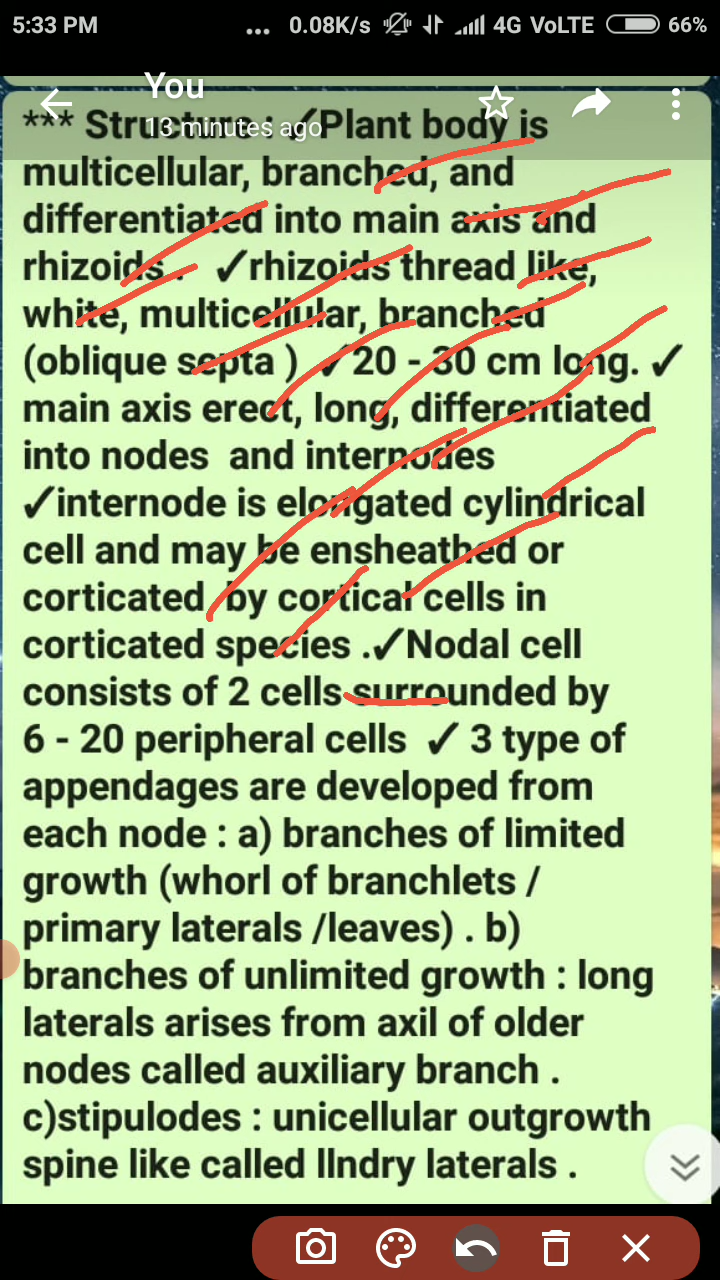 5:33 PM ... 0.08K/s 4G VoLTE 66%
You
13 minutes ago
*** Structure : ✓Plant body is
multicellular, branched, and
differentiated into main axis and
rhizoids . ✓rhizoids thread like,
white, multicellular, branched
(oblique septa ) ✓20 - 30 cm long. ✓
main axis erect, long, differentiated
into nodes and internodes
✓internode is elongated cylindrical
cell and may be ensheathed or
corticated by cortical cells in
corticated species .✓Nodal cell
consists of 2 cells surrounded by
6 - 20 peripheral cells ✓ 3 type of
appendages are developed from
each node : a) branches of limited
growth (whorl of branchlets /
primary laterals /leaves) . b)
branches of unlimited growth : long
laterals arises from axil of older
nodes called auxiliary branch .
c)stipulodes : unicellular outgrowth
spine like called llndry laterals .